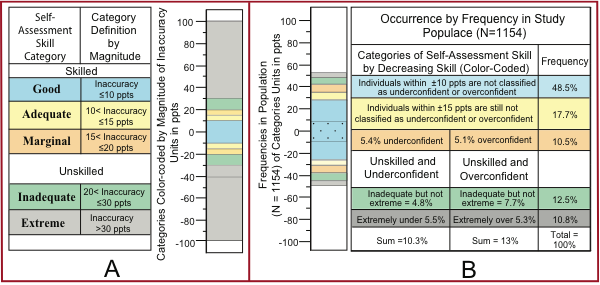 Self-
Assessment
Skill
Category
Category
Definition
by
Magnitude
Skilled
Good
Inaccuracy
≤10 ppts
Adequate
10< Inaccuracy
≤15 ppts
Marginal
15< Inaccuracy
≤20 ppts
Unskilled
Inadequate
20< Inaccuracy
≤30 ppts
Extreme
Inaccuracy
>30 ppts
Categories Color-coded by Magnitude of Inaccuracy
Units in ppts
100
80
60
40
20
0
-20
-40
-60
-80
-100
A
Frequencies in Population
(N = 1154) of Categories Units in ppts
100
80
60
40
20
0
-20
-40
-60
-80
-100
Occurrence by Frequency in Study
Populace (N=1154)
Categories of Self-Assessment Skill
by Decreasing Skill (Color-Coded)
Frequency
Individuals within ±10 ppts are not classified
as underconfident or overconfident
48.5%
Individuals within ±15 ppts are still not
classified as underconfident or overconfident
17.7%
5.4% underconfident
5.1% overconfident
10.5%
Unskilled and
Underconfident
Unskilled and
Overconfident
Inadequate but not
extreme = 4.8%
Inadequate but not
extreme = 7.7%
12.5%
Extremely under 5.5%
Extremely over 5.3%
10.8%
Sum =10.3%
Sum = 13%
Total =
100%
B